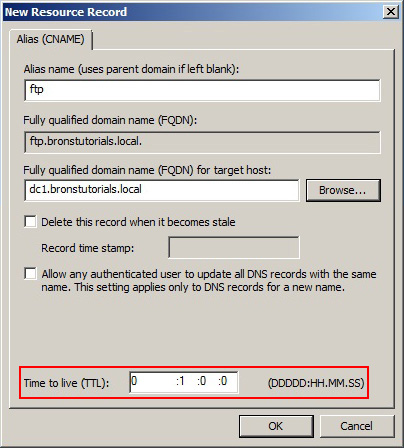 New Resource Record
Alias (CNAME)
Alias name (uses parent domain if left blank):
ftp
Fully qualified domain name (FQDN):
ftp.bronstutorials.local.
Fully qualified domain name (FQDN) for target host:
dc1.bronstutorials.local
Browse...
Delete this record when it becomes stale
Record time stamp:
Allow any authenticated user to update all DNS records with the same
name. This setting applies only to DNS records for a new name.
Time to live (TTL): 0 :1 :0 :0 (DDDDD:HH.MM.SS)
OK Cancel